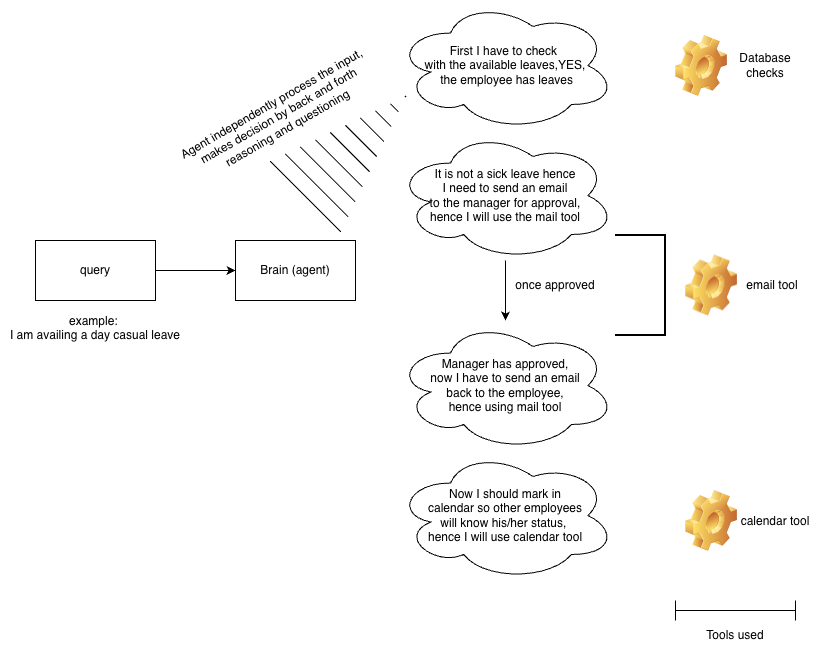 Agent independently process the input,
makes decision by back and forth
reasoning and questioning
First I have to check
with the available leaves,YES,
the employee has leaves
Database
checks
It is not a sick leave hence
I need to send an email
to the manager for approval,
hence I will use the mail tool
query
Brain (agent)
once approved
email tool
example:
I am availing a day casual leave
Manager has approved,
now I have to send an email
back to the employee,
hence using mail tool
Now I should mark in
calendar so other employees
will know his/her status,
hence I will use calendar tool
calendar tool
Tools used